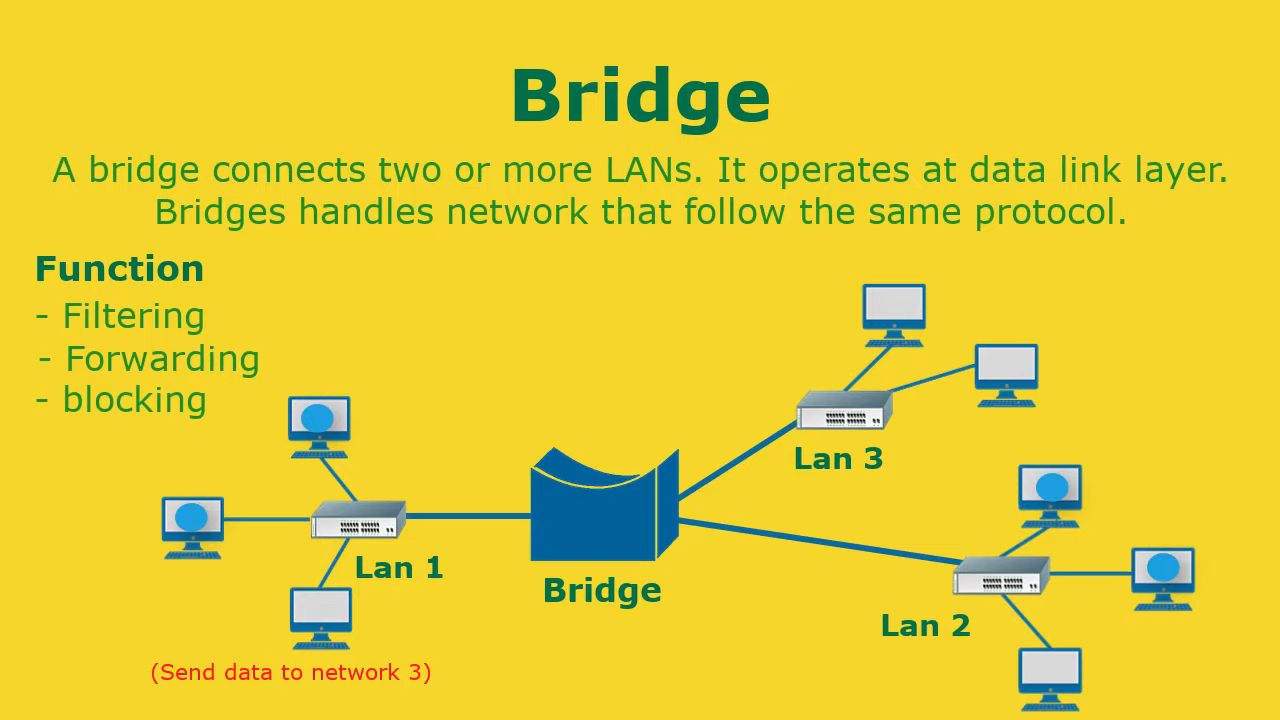 Bridge
A bridge connects two or more LANs. It operates at data link layer.
Bridges handles network that follow the same protocol.
Function
- Filtering
- Forwarding
- blocking
Lan 3
Lan 1
Bridge
Lan 2
(Send data to network 3)